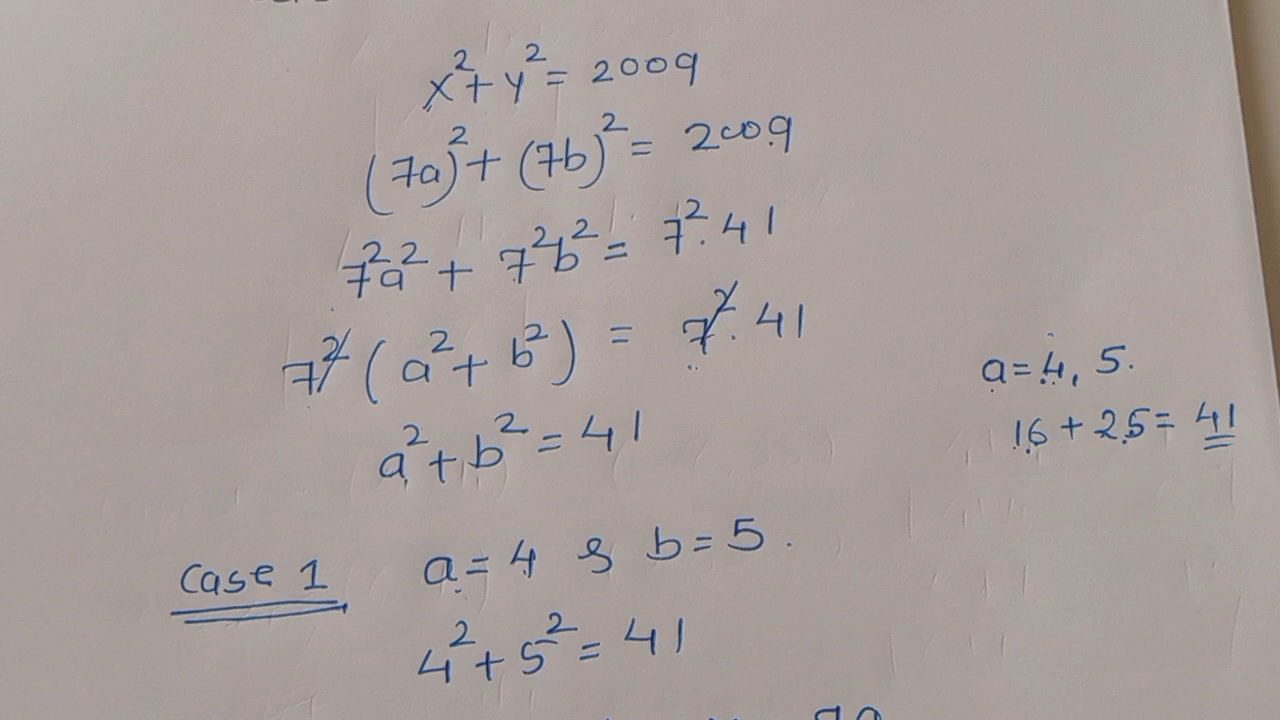 x²+y²= 2009
(7a)²+ (7b)²= 2009
7²a² + 7²b²= 7².41
7²(a²+ b²) = 7².41
a=4, 5.
a²+b²=41
16+25= 41
Case 1 a=4 & b=5.
4²+5²= 41